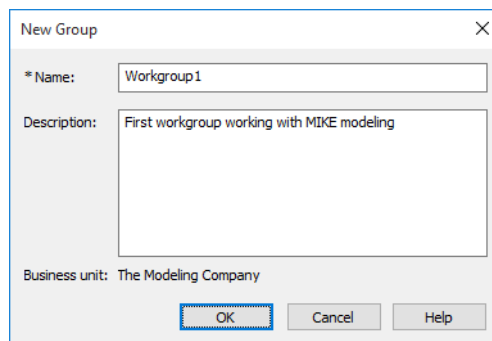 New Group
* Name: Workgroup1
Description: First workgroup working with MIKE modeling
Business unit: The Modeling Company
OK Cancel Help